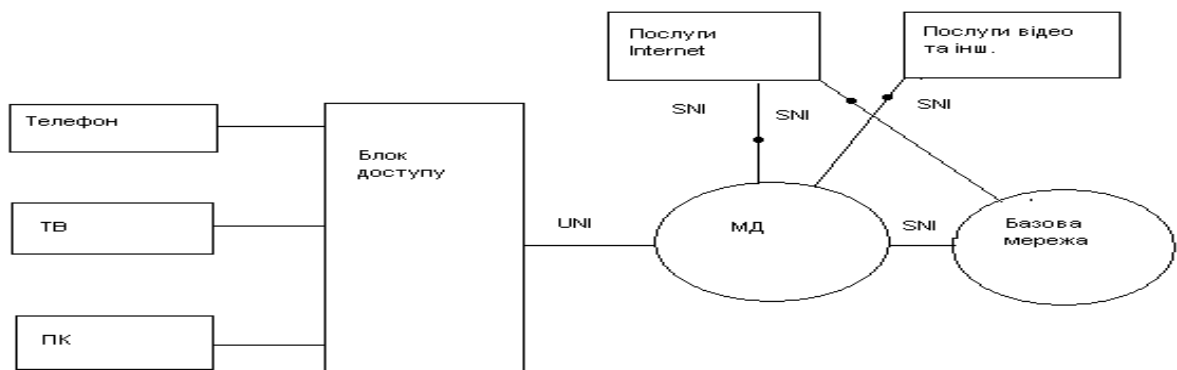 Послуги
Internet
Послуги відео
та інш.
SNI
SNI
SNI
Телефон
Блок
доступу
ТВ
UNI
МД
SNI
Базова
мережа
ПК